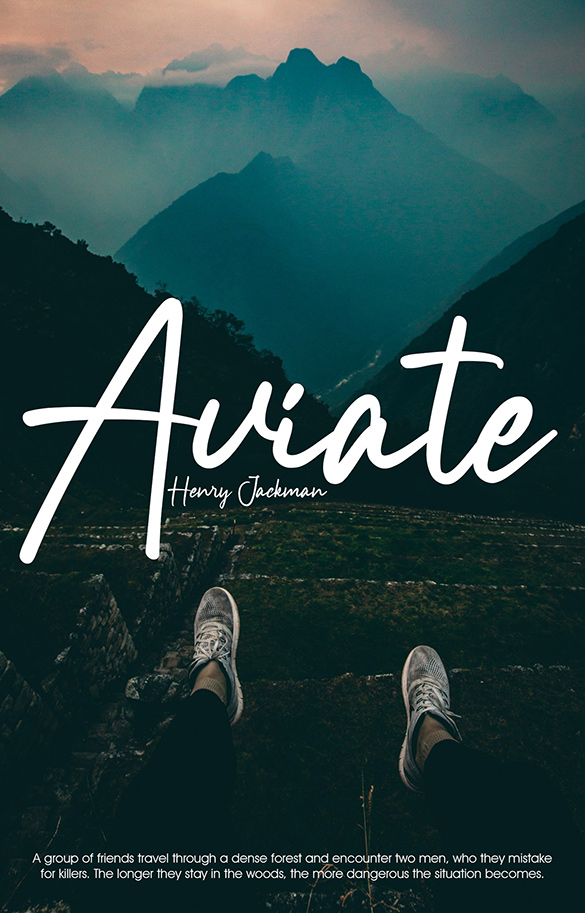 Aviate
Henry Jackman
A group of friends travel through a dense forest and encounter two men, who they mistake
for killers. The longer they stay in the woods, the more dangerous the situation becomes.